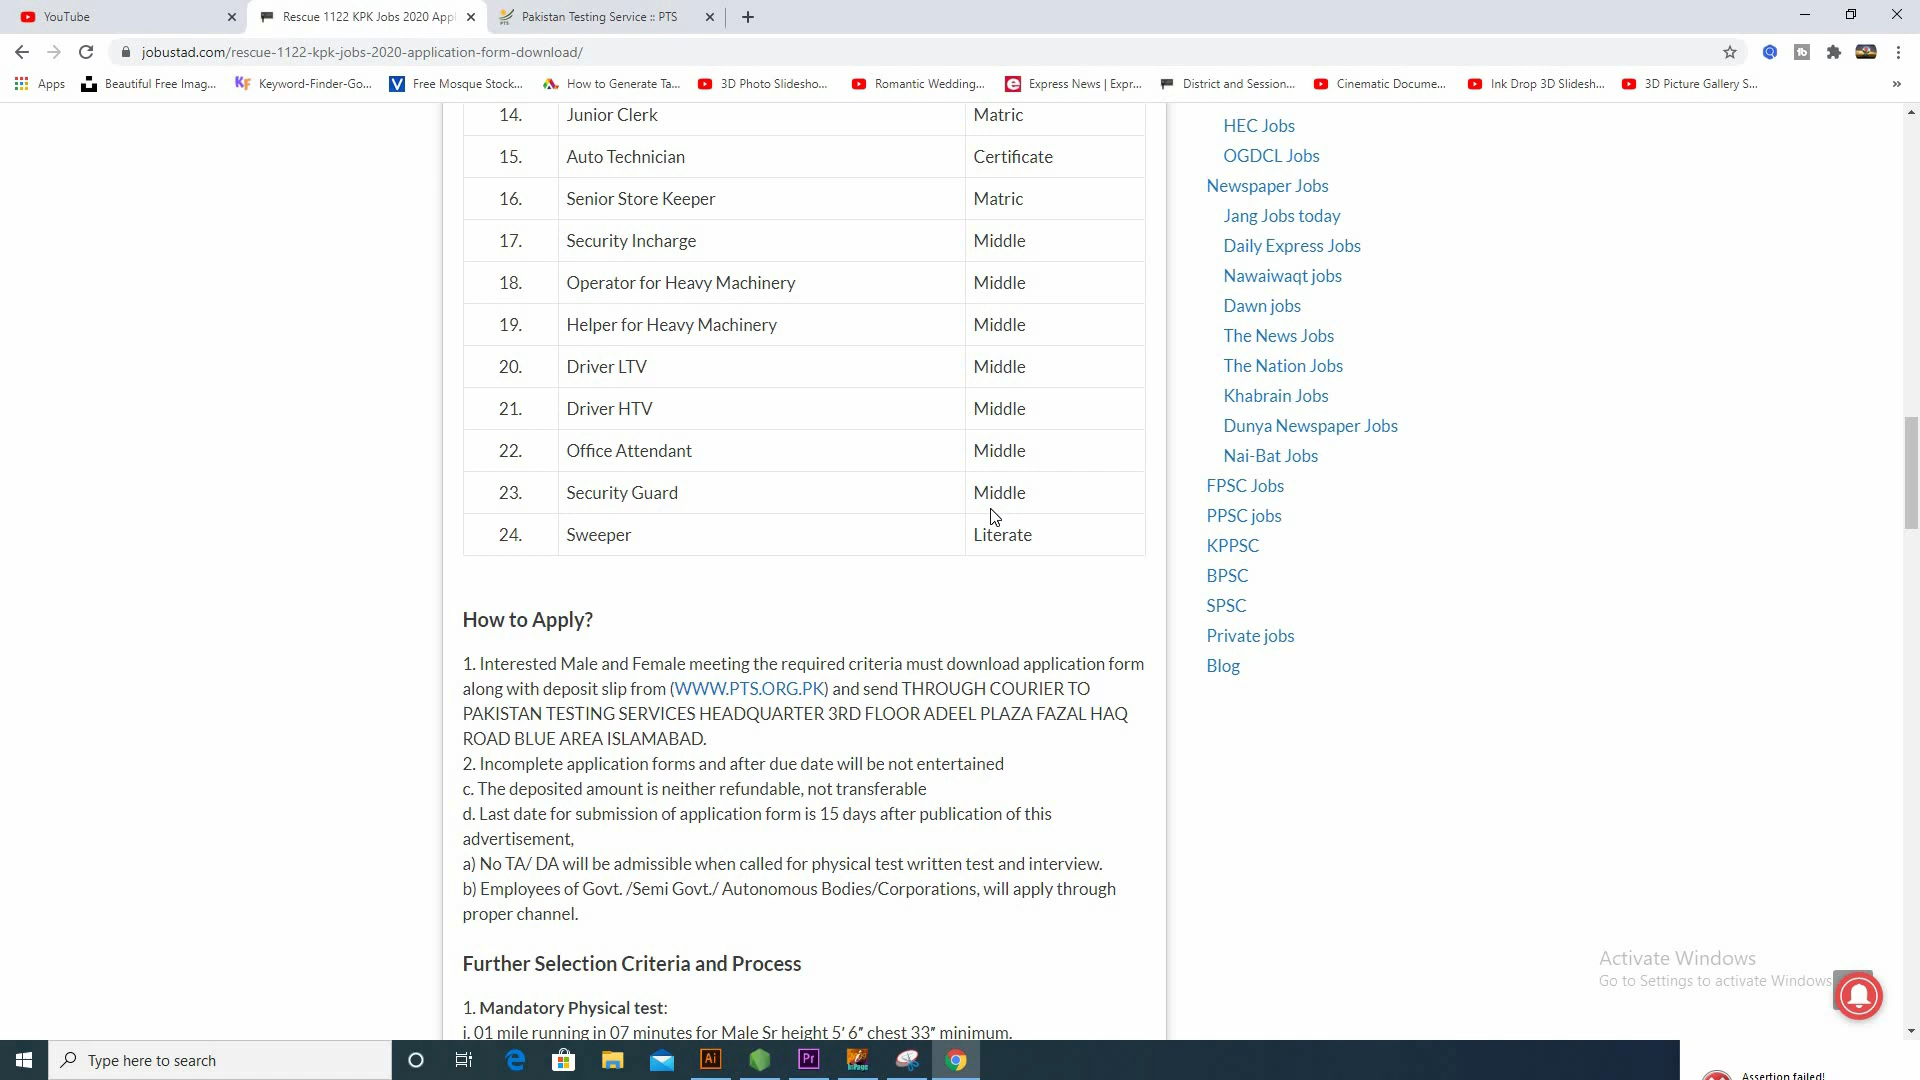 YouTube
Rescue 1122 KPK Jobs 2020 Appl
Pakistan Testing Service :: PTS
jobustad.com/rescue-1122-kpk-jobs-2020-application-form-download/
Apps
Beautiful Free Imag...
Keyword-Finder-Go...
Free Mosque Stock...
How to Generate Ta...
3D Photo Slidesho...
Romantic Wedding...
Express News | Expr...
District and Session...
Cinematic Docume...
Ink Drop 3D Slidesh...
3D Picture Gallery S...
14. Junior Clerk Matric
15. Auto Technician Certificate
16. Senior Store Keeper Matric
17. Security Incharge Middle
18. Operator for Heavy Machinery Middle
19. Helper for Heavy Machinery Middle
20. Driver LTV Middle
21. Driver HTV Middle
22. Office Attendant Middle
23. Security Guard Middle
24. Sweeper Literate
How to Apply?
1. Interested Male and Female meeting the required criteria must download application form
along with deposit slip from (WWW.PTS.ORG.PK) and send THROUGH COURIER TO
PAKISTAN TESTING SERVICES HEADQUARTER 3RD FLOOR ADEEL PLAZA FAZAL HAQ
ROAD BLUE AREA ISLAMABAD.
2. Incomplete application forms and after due date will be not entertained
c. The deposited amount is neither refundable, not transferable
d. Last date for submission of application form is 15 days after publication of this
advertisement,
a) No TA/ DA will be admissible when called for physical test written test and interview.
b) Employees of Govt. /Semi Govt./ Autonomous Bodies/Corporations, will apply through
proper channel.
Further Selection Criteria and Process
1. Mandatory Physical test:
i. 01 mile running in 07 minutes for Male Sr height 5′ 6″ chest 33″ minimum.
HEC Jobs
OGDCL Jobs
Newspaper Jobs
Jang Jobs today
Daily Express Jobs
Nawaiwaqt jobs
Dawn jobs
The News Jobs
The Nation Jobs
Khabrain Jobs
Dunya Newspaper Jobs
Nai-Bat Jobs
FPSC Jobs
PPSC jobs
KPPSC
BPSC
SPSC
Private jobs
Blog
Activate Windows
Go to Settings to activate Windows
Type here to search
Ai
Pr
Assertion failed!